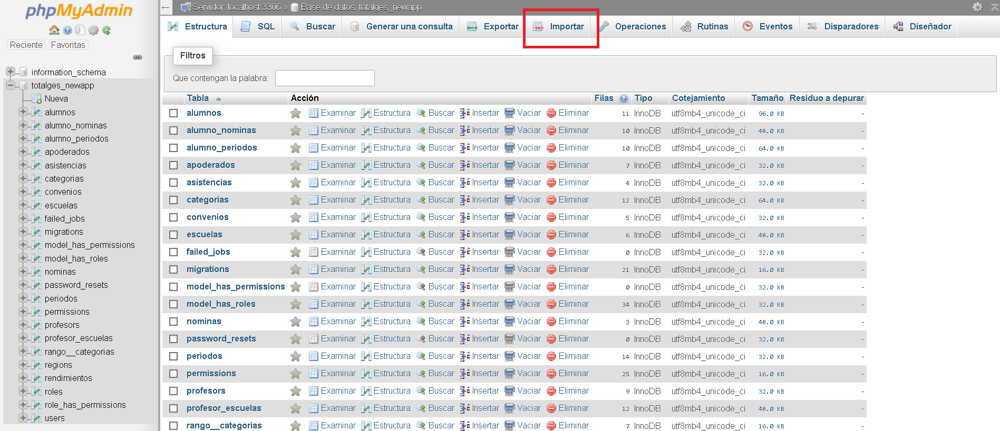 phpMyAdmin
Reciente Favoritas
information_schema
totalges_newapp
Nueva
alumnos
alumno_nominas
alumno_periodos
apoderados
asistencias
categorias
convenios
escuelas
failed_jobs
migrations
model_has_permissions
model_has_roles
nominas
password_resets
periodos
permissions
profesors
profesor_escuelas
rango__categorias
regions
rendimientos
roles
role_has_permissions
users
← Servidor: localhost:3306 » Base de datos: totalges_newapp
Estructura SQL Buscar Generar una consulta Exportar Importar Operaciones Rutinas Eventos Disparadores Diseñador
Filtros
Que contengan la palabra:
Tabla Acción Filas Tipo Cotejamiento Tamaño Residuo a depurar
alumnos Examinar Estructura Buscar Insertar Vaciar Eliminar 11 InnoDB utf8mb4_unicode_ci 96.0 KB -
alumno_nominas Examinar Estructura Buscar Insertar Vaciar Eliminar 10 InnoDB utf8mb4_unicode_ci 48.0 KB -
alumno_periodos Examinar Estructura Buscar Insertar Vaciar Eliminar 10 InnoDB utf8mb4_unicode_ci 64.0 KB -
apoderados Examinar Estructura Buscar Insertar Vaciar Eliminar 7 InnoDB utf8mb4_unicode_ci 32.0 KB -
asistencias Examinar Estructura Buscar Insertar Vaciar Eliminar 4 InnoDB utf8mb4_unicode_ci 32.0 KB -
categorias Examinar Estructura Buscar Insertar Vaciar Eliminar 12 InnoDB utf8mb4_unicode_ci 64.0 KB -
convenios Examinar Estructura Buscar Insertar Vaciar Eliminar 5 InnoDB utf8mb4_unicode_ci 32.0 KB -
escuelas Examinar Estructura Buscar Insertar Vaciar Eliminar 6 InnoDB utf8mb4_unicode_ci 48.0 KB -
failed_jobs Examinar Estructura Buscar Insertar Vaciar Eliminar 0 InnoDB utf8mb4_unicode_ci 32.0 KB -
migrations Examinar Estructura Buscar Insertar Vaciar Eliminar 21 InnoDB utf8mb4_unicode_ci 16.0 KB -
model_has_permissions Examinar Estructura Buscar Insertar Vaciar Eliminar 0 InnoDB utf8mb4_unicode_ci 32.0 KB -
model_has_roles Examinar Estructura Buscar Insertar Vaciar Eliminar 34 InnoDB utf8mb4_unicode_ci 32.0 KB -
nominas Examinar Estructura Buscar Insertar Vaciar Eliminar 3 InnoDB utf8mb4_unicode_ci 48.0 KB -
password_resets Examinar Estructura Buscar Insertar Vaciar Eliminar 0 InnoDB utf8mb4_unicode_ci 32.0 KB -
periodos Examinar Estructura Buscar Insertar Vaciar Eliminar 14 InnoDB utf8mb4_unicode_ci 32.0 KB -
permissions Examinar Estructura Buscar Insertar Vaciar Eliminar 25 InnoDB utf8mb4_unicode_ci 16.0 KB -
profesors Examinar Estructura Buscar Insertar Vaciar Eliminar 9 InnoDB utf8mb4_unicode_ci 32.0 KB -
profesor_escuelas Examinar Estructura Buscar Insertar Vaciar Eliminar 12 InnoDB utf8mb4_unicode_ci 48.0 KB -
rango__categorias Examinar Estructura Buscar Insertar Vaciar Eliminar 7 InnoDB utf8mb4_unicode_ci 16.0 KB -